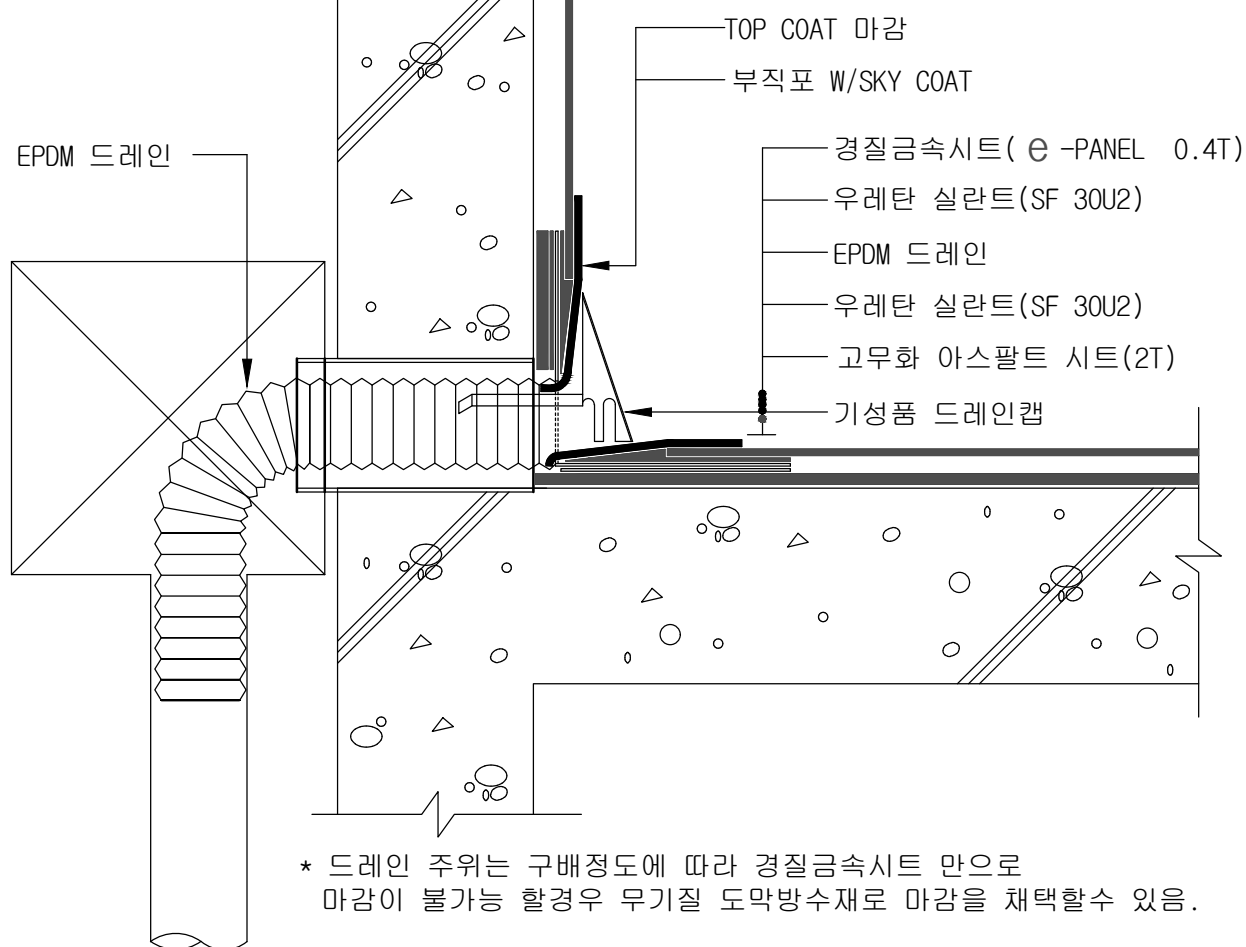 TOP COAT 마감
부직포 W/SKY COAT
EPDM 드레인
경질금속시트( e -PANEL 0.4T)
우레탄 실란트(SF 30U2)
EPDM 드레인
우레탄 실란트(SF 30U2)
고무화 아스팔트 시트(2T)
기성품 드레인캡
* 드레인 주위는 구배정도에 따라 경질금속시트 만으로
마감이 불가능 할경우 무기질 도막방수재로 마감을 채택할수 있음.